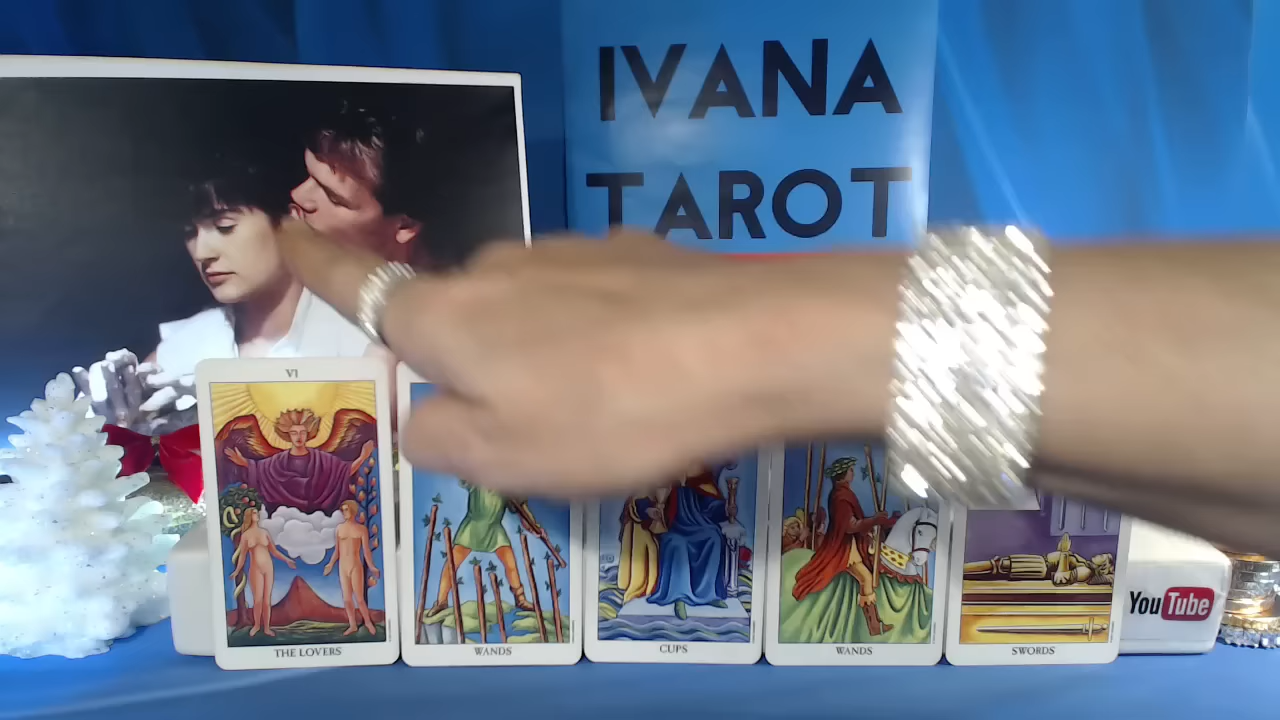 IVANA
TAROT
VI
THE LOVERS
WANDS
CUPS
WANDS
SWORDS
YouTube